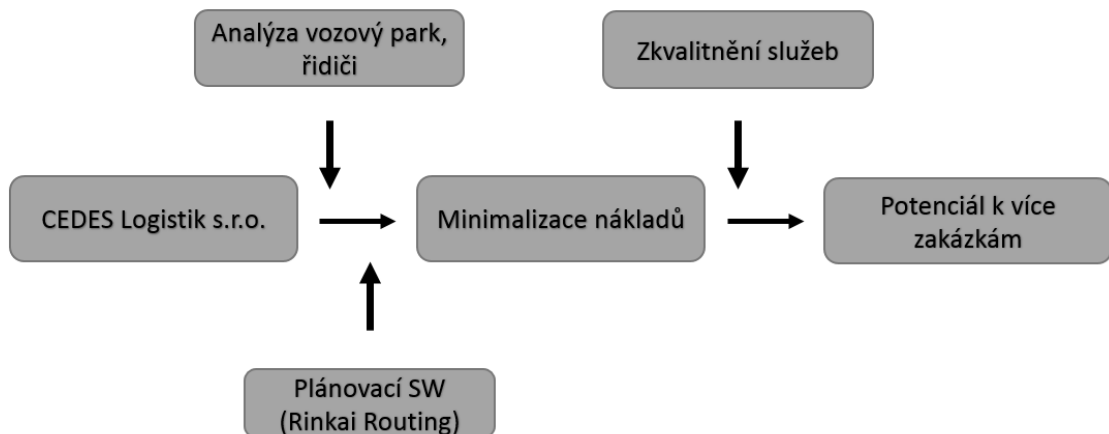 Analýza vozový park,
řidiči
Zkvalitnění služeb
CEDES Logistik s.r.o.
Minimalizace nákladů
Potenciál k více
zakázkám
Plánovací SW
(Rinkai Routing)